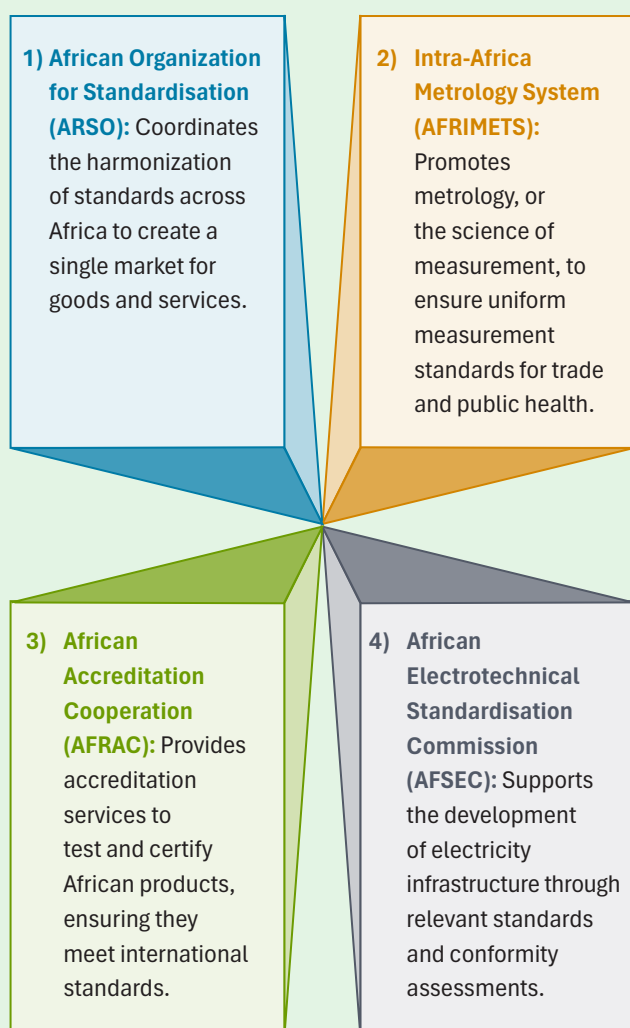 1) African Organization
for Standardisation
(ARSO): Coordinates
the harmonization
of standards across
Africa to create a
single market for
goods and services.
2) Intra-Africa
Metrology System
(AFRIMETS):
Promotes
metrology, or
the science of
measurement, to
ensure uniform
measurement
standards for trade
and public health.
3) African
Accreditation
Cooperation
(AFRAC): Provides
accreditation
services to
test and certify
African products,
ensuring they
meet international
standards.
4) African
Electrotechnical
Standardisation
Commission
(AFSEC): Supports
the development
of electricity
infrastructure through
relevant standards
and conformity
assessments.